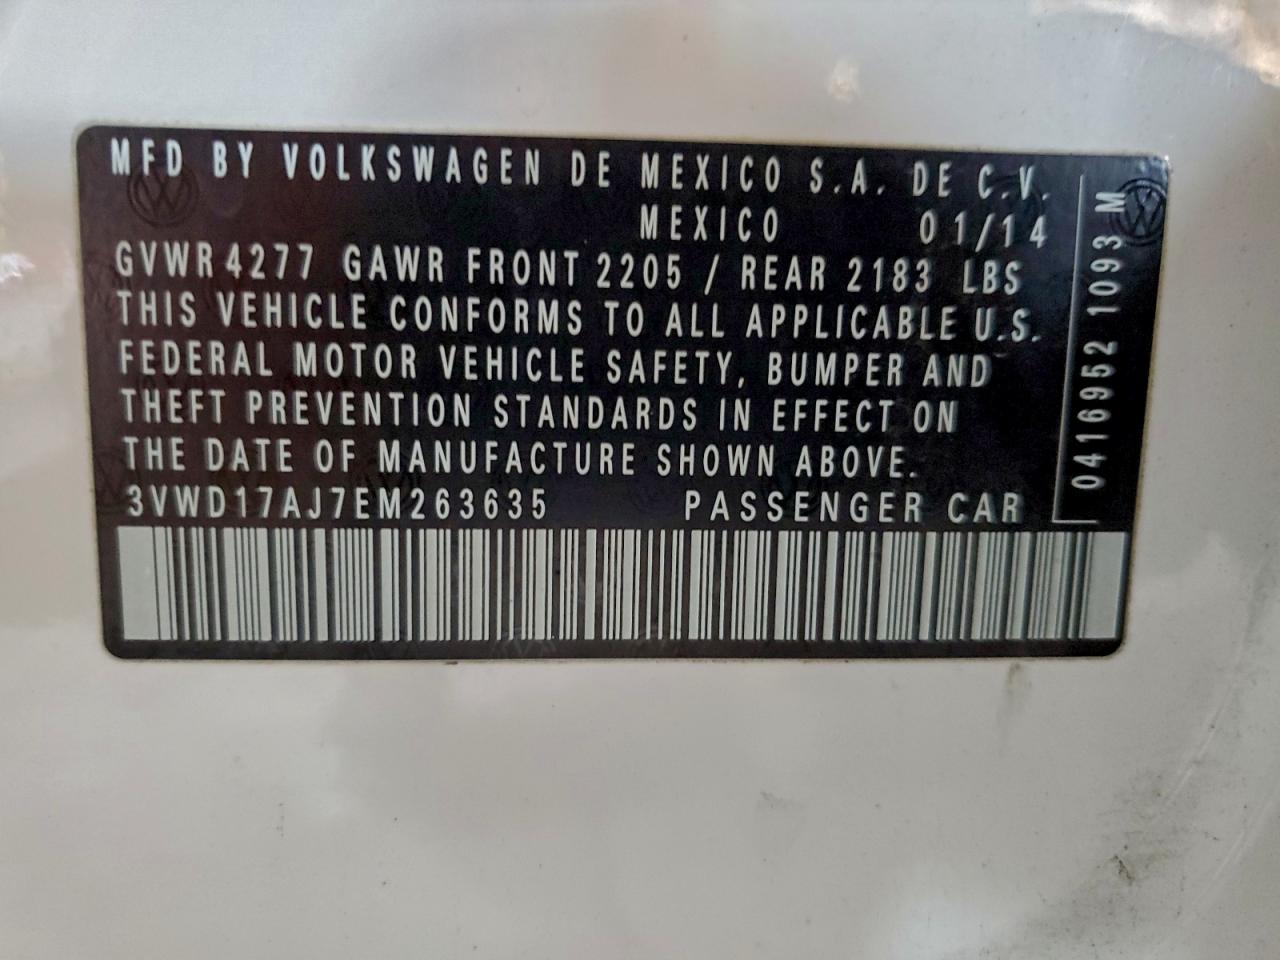 MFD BY VOLKSWAGEN DE MEXICO S.A. DE C.V.
MEXICO 01/14
GVWR 4277 GAWR FRONT 2205 / REAR 2183 LBS
THIS VEHICLE CONFORMS TO ALL APPLICABLE U.S.
FEDERAL MOTOR VEHICLE SAFETY, BUMPER AND
THEFT PREVENTION STANDARDS IN EFFECT ON
THE DATE OF MANUFACTURE SHOWN ABOVE.
3VWD17AJ7EM263635 PASSENGER CAR
0416952 1093 M